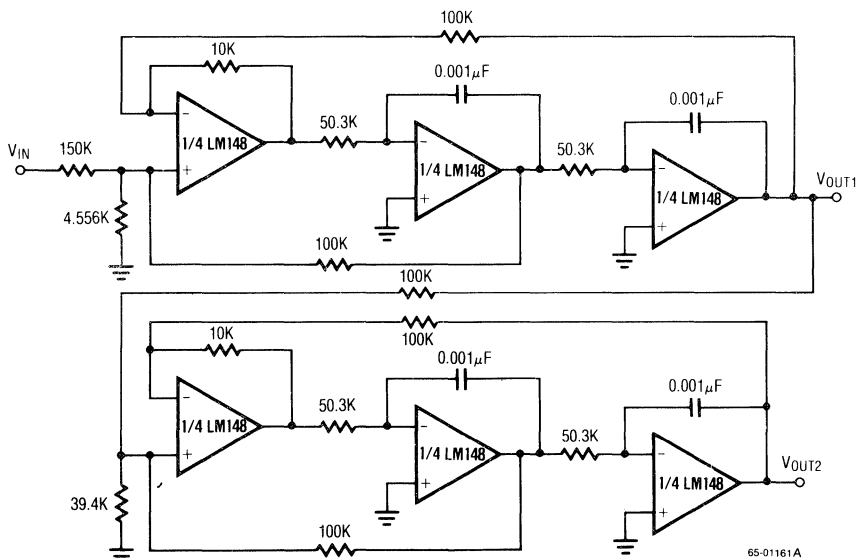 100K
10K
0.001µF
50.3K
0.001µF
1/4 LM148
VIN
150K
1/4 LM148
50.3K
1/4 LM148
VOUT1
4.556K
100K
100K
10K
100K
0.001µF
50.3K
0.001µF
1/4 LM148
1/4 LM148
50.3K
1/4 LM148
VOUT2
39.4K
100K
65-01161A